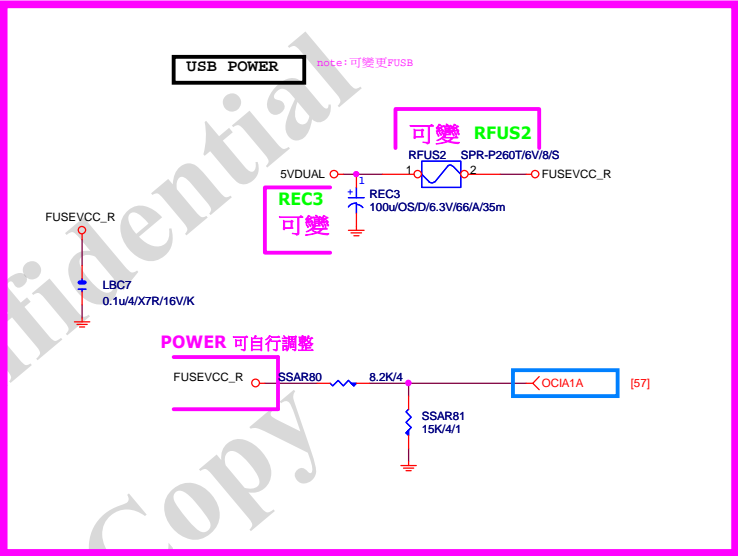 USB POWER
note:可變更FUSB
可變 RFUS2
RFUS2 SPR-P260T/6V/8/S
5VDUAL
1
2
FUSEVCC_R
1
+
REC3
可變
REC3
100u/OS/D/6.3V/66/A/35m
FUSEVCC_R
LBC7
0.1u/4/X7R/16V/K
POWER 可自行調整
FUSEVCC_R
SSAR80
8.2K/4
OCIA1A
[57]
SSAR81
15K/4/1
nfidential
Copy